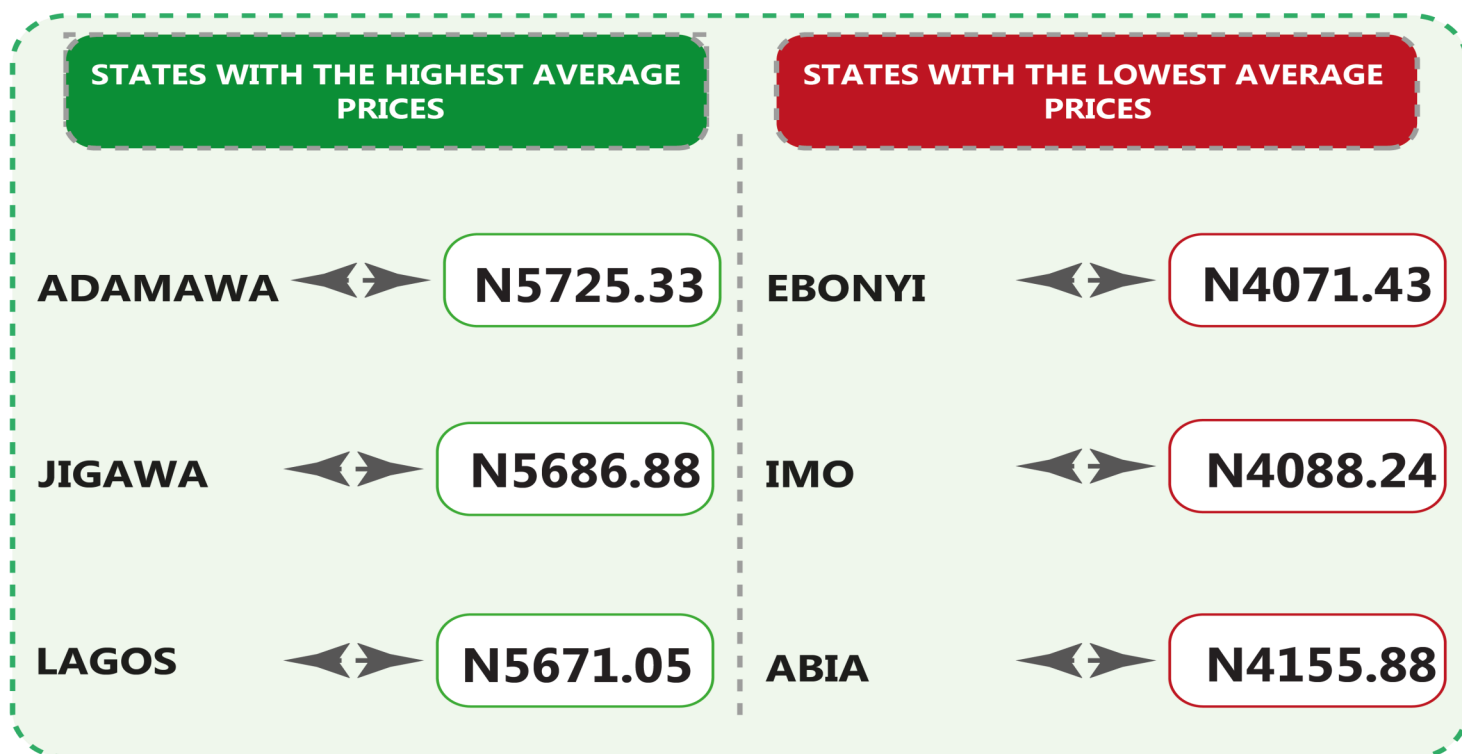 STATES WITH THE HIGHEST AVERAGE
PRICES
ADAMAWA N5725.33
JIGAWA N5686.88
LAGOS N5671.05
STATES WITH THE LOWEST AVERAGE
PRICES
EBONYI N4071.43
IMO N4088.24
ABIA N4155.88